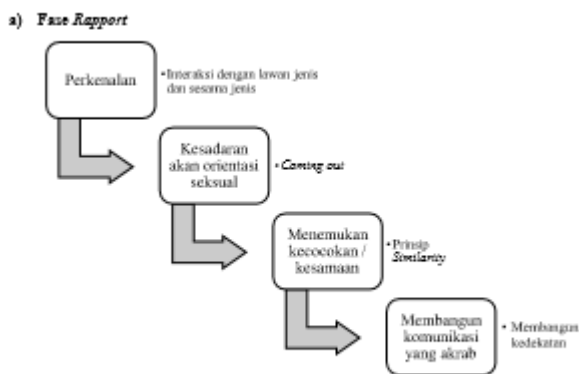 a) Fase Rapport
Perkenalan
•Interaksi dengan lawan jenis
dan sesama jenis
Kesadaran
akan orientasi
seksual
•Coming out
Menemukan
kecocokan /
kesamaan
•Prinsip
Similarity
Membangun
komunikasi
yang akrab
• Membangun
kedekatan